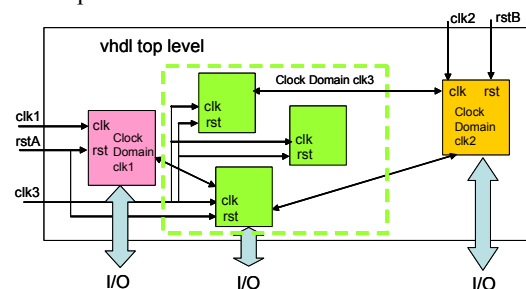 clk2 rstB
vhdl top level
Clock Domain clk3
clk rst
Clock
Domain
clk2
clk
rst
clk1
clk
rstA
rst
Clock
Domain
clk1
clk
rst
clk3
clk
rst
I/O
I/O
I/O